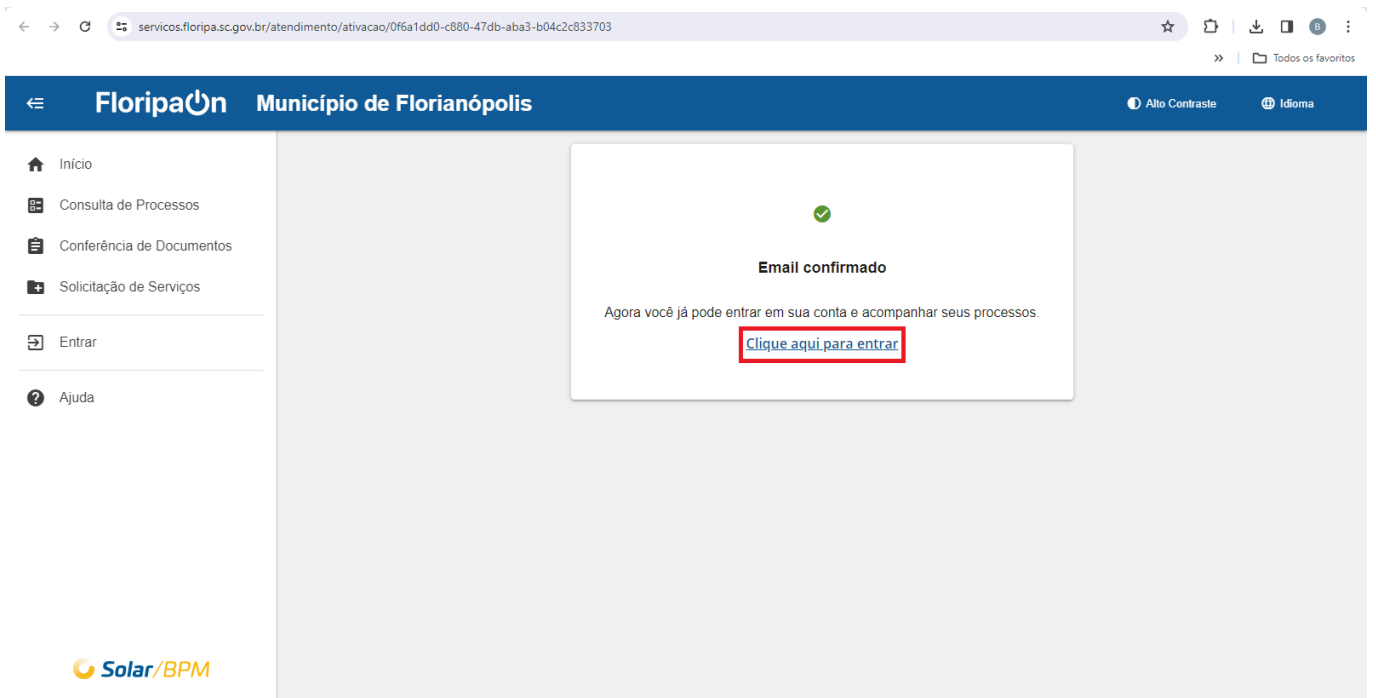 servicos.floripa.sc.gov.br/atendimento/ativacao/0f6a1dd0-c880-47db-aba3-b04c2c833703
B
» Todos os favoritos
FloripaOn Município de Florianópolis Alto Contraste Idioma
Início
Consulta de Processos
Conferência de Documentos
Solicitação de Serviços
Entrar
Ajuda
Email confirmado
Agora você já pode entrar em sua conta e acompanhar seus processos.
Clique aqui para entrar
Solar/BPM